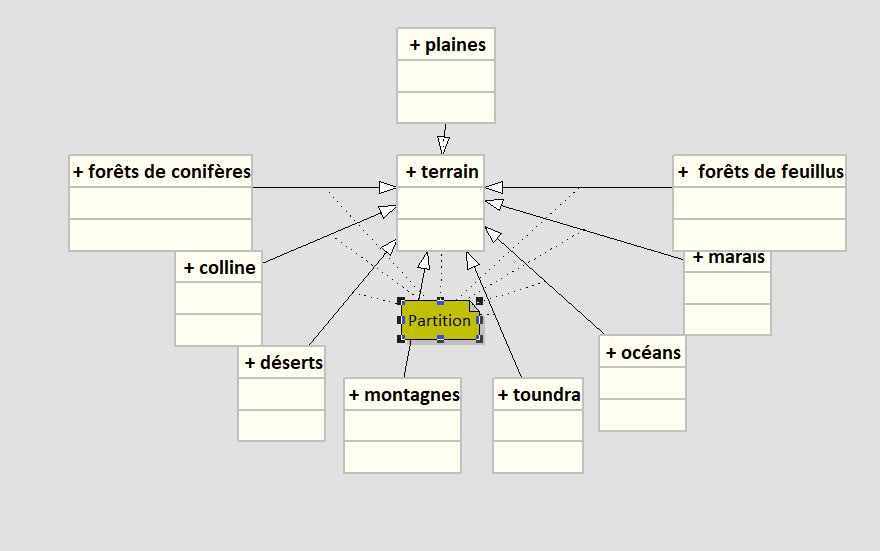 + plaines
+ forêts de conifères
+ terrain
+ forêts de feuillus
+ colline
+ marais
Partition
+ déserts
+ océans
+ montagnes
+ toundra